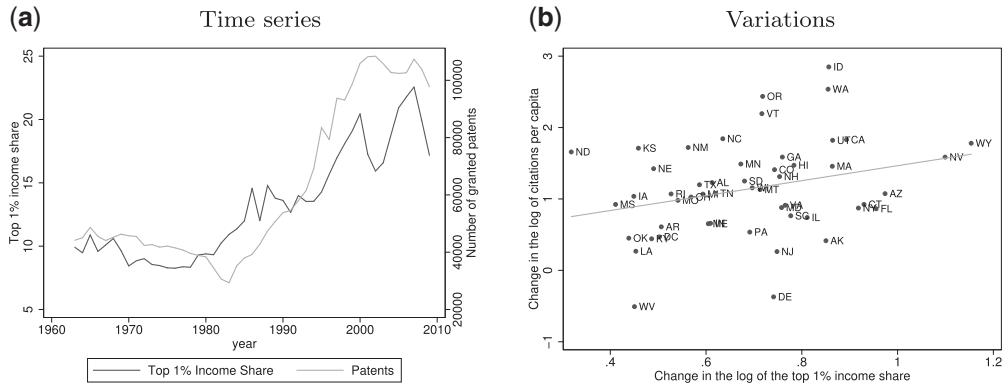 (a) Time series
Top 1% income share
25
20
15
10
5
Number of granted patents
100000
80000
60000
40000
20000
1960 1970 1980 1990 2000 2010
year
Top 1% Income Share Patents
(b) Variations
Change in the log of citations per capita
3
2
1
0
−1
ID
WA
OR
VT
NC
UT CA
WY
ND
KS
NM
GA
NV
MN
HI
MA
NE
CO
NH
SD
AL
TX
WI
MT
IA
RI
OH
MI TN
AZ
MS
MO
VA
MD
CT
NY
FL
SC
IL
AR
ME
PA
OK
KY
DC
AK
LA
NJ
DE
WV
.4 .6 .8 1 1.2
Change in the log of the top 1% income share